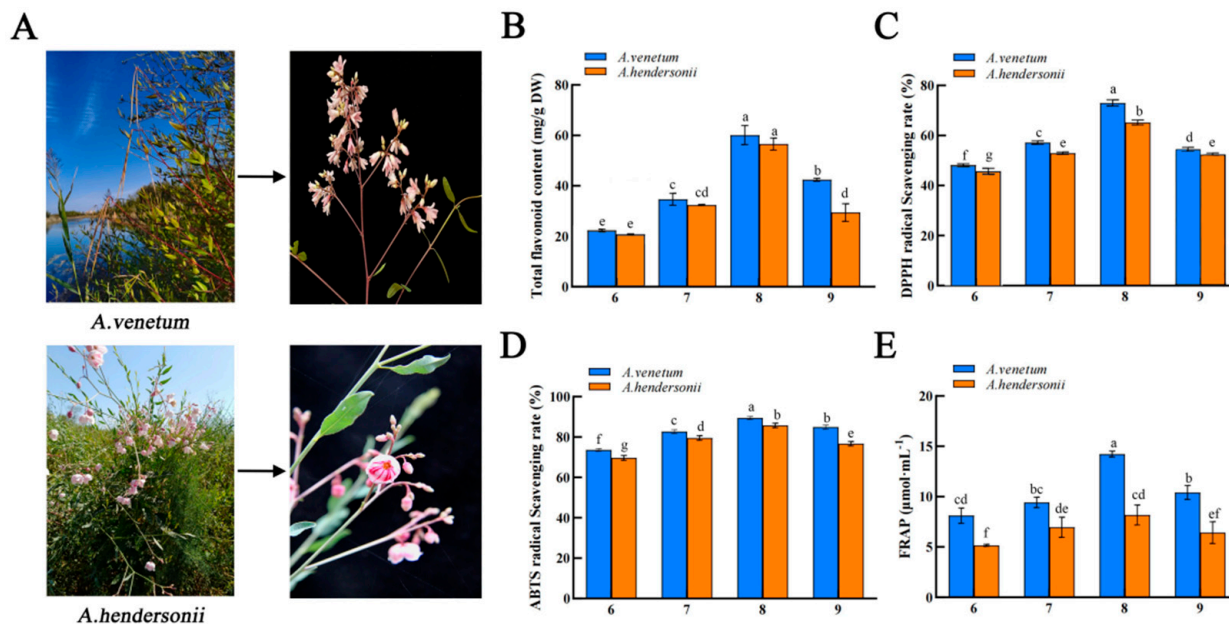 A
A.venetum
A.hendersonii
B
A.venetum
A.hendersonii
Total flavonoid content (mg/g DW)
80
60
40
20
0
e
e
c
cd
a
a
b
d
6
7
8
9
C
A.venetum
A.hendersonii
DPPH radical Scavenging rate (%)
80
60
40
20
0
f
g
c
e
a
b
d
e
6
7
8
9
D
A.venetum
A.hendersonii
ABTS radical Scavenging rate (%)
100
80
60
40
20
0
f
g
c
d
a
b
b
e
6
7
8
9
E
A.venetum
A.hendersonii
FRAP (μmol·mL⁻¹)
20
15
10
5
0
cd
f
bc
de
a
cd
b
ef
6
7
8
9